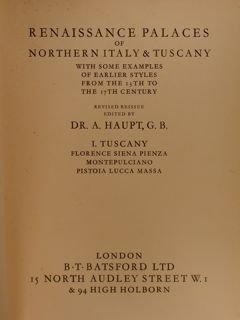 RENAISSANCE PALACES
OF
NORTHERN ITALY & TUSCANY
WITH SOME EXAMPLES
OF EARLIER STYLES
FROM THE 13TH TO
THE 17TH CENTURY
REVISED REISSUE
EDITED BY
DR. A. HAUPT, G. B.
I. TUSCANY
FLORENCE SIENA PIENZA
MONTEPULCIANO
PISTOIA LUCCA MASSA
LONDON
B·T·BATSFORD LTD
15 NORTH AUDLEY STREET W. 1
& 94 HIGH HOLBORN